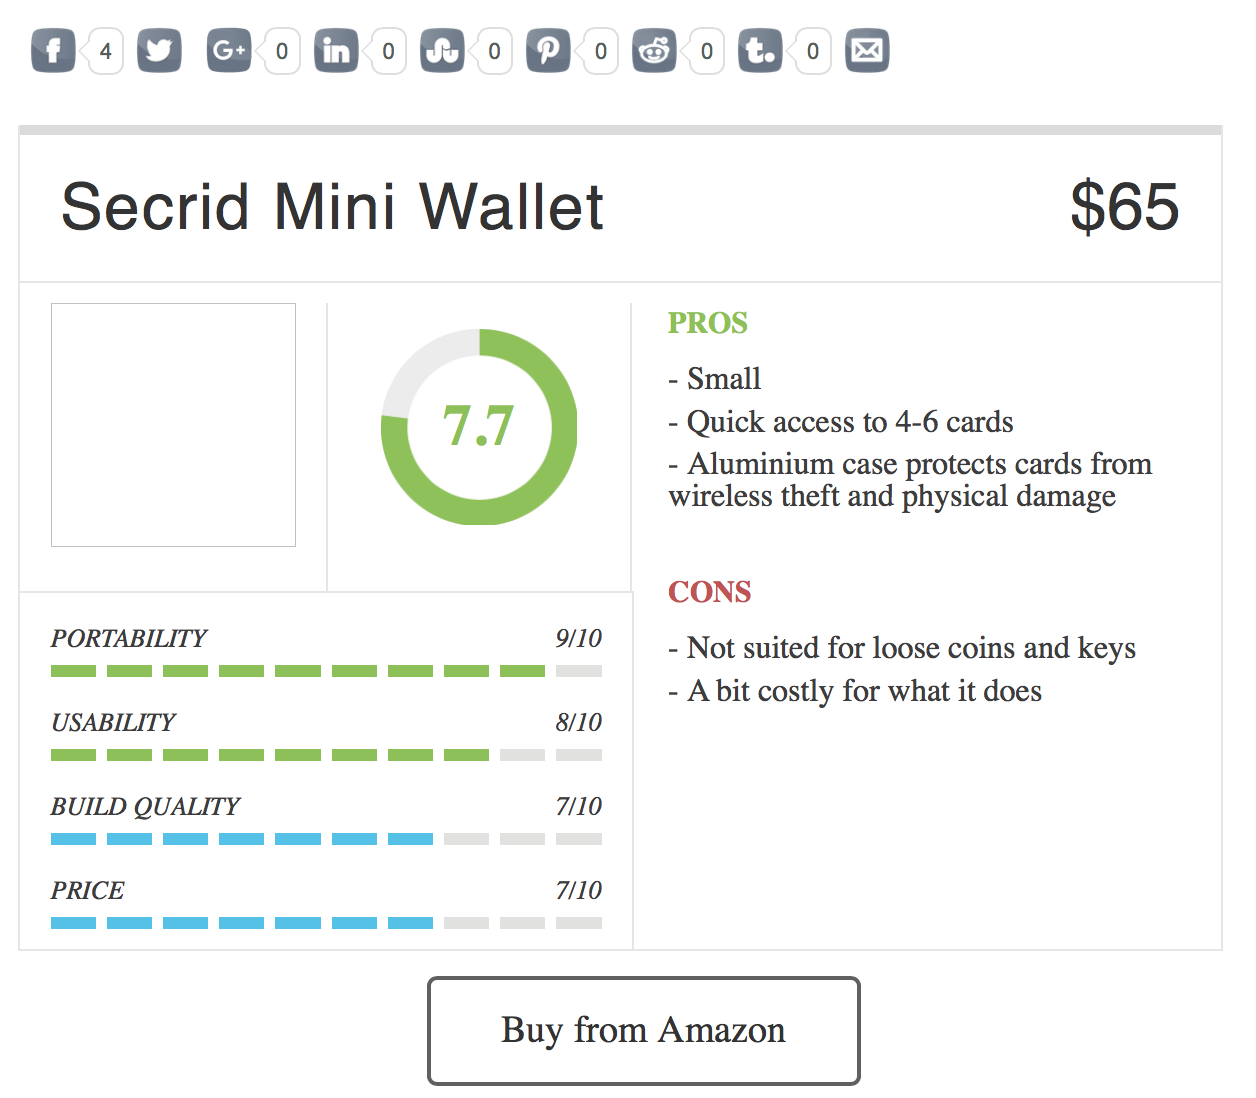 f 4 G+ 0 in 0 0 0 0 t. 0
Secrid Mini Wallet $65
7.7
PORTABILITY 9/10
USABILITY 8/10
BUILD QUALITY 7/10
PRICE 7/10
PROS
- Small
- Quick access to 4-6 cards
- Aluminium case protects cards from
wireless theft and physical damage
CONS
- Not suited for loose coins and keys
- A bit costly for what it does
Buy from Amazon